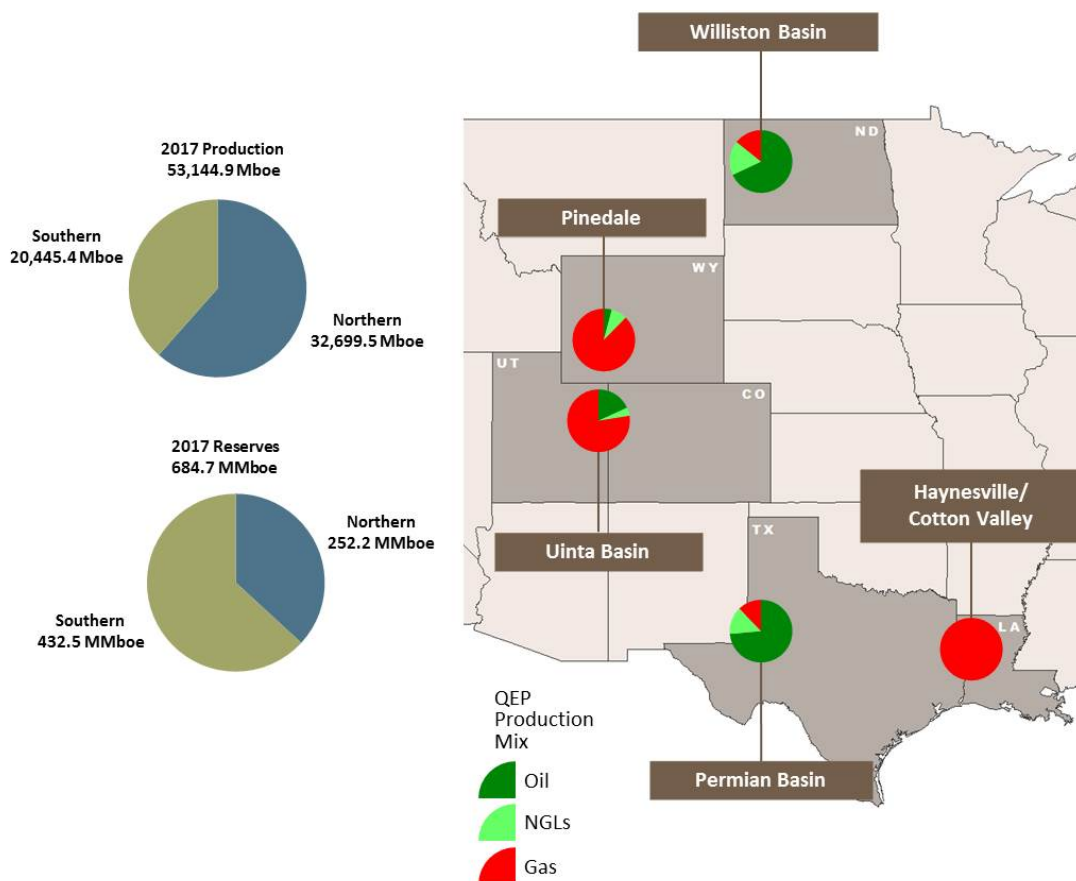 2017 Production
53,144.9 Mboe
Southern
20,445.4 Mboe
Northern
32,699.5 Mboe
2017 Reserves
684.7 MMboe
Northern
252.2 MMboe
Southern
432.5 MMboe
Williston Basin
ND
Pinedale
WY
UT
CO
Haynesville/
Cotton Valley
Uinta Basin
TX
LA
Permian Basin
QEP
Production
Mix
Oil
NGLs
Gas